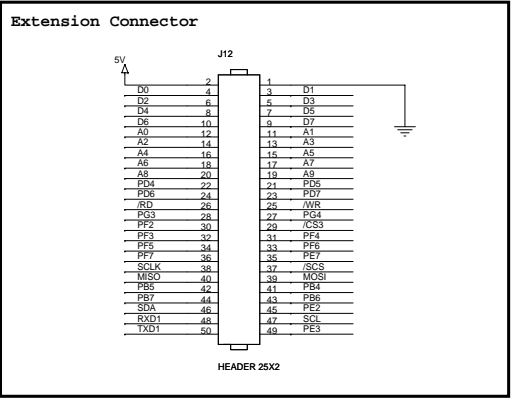 Extension Connector
J12
5V
2 1
D0 4 3 D1
D2 6 5 D3
D4 8 7 D5
D6 10 9 D7
A0 12 11 A1
A2 14 13 A3
A4 16 15 A5
A6 18 17 A7
A8 20 19 A9
PD4 22 21 PD5
PD6 24 23 PD7
/RD 26 25 /WR
PG3 28 27 PG4
PF2 30 29 /CS3
PF3 32 31 PF4
PF5 34 33 PF6
PF7 36 35 PE7
SCLK 38 37 /SCS
MISO 40 39 MOSI
PB5 42 41 PB4
PB7 44 43 PB6
SDA 46 45 PE2
RXD1 48 47 SCL
TXD1 50 49 PE3
HEADER 25X2